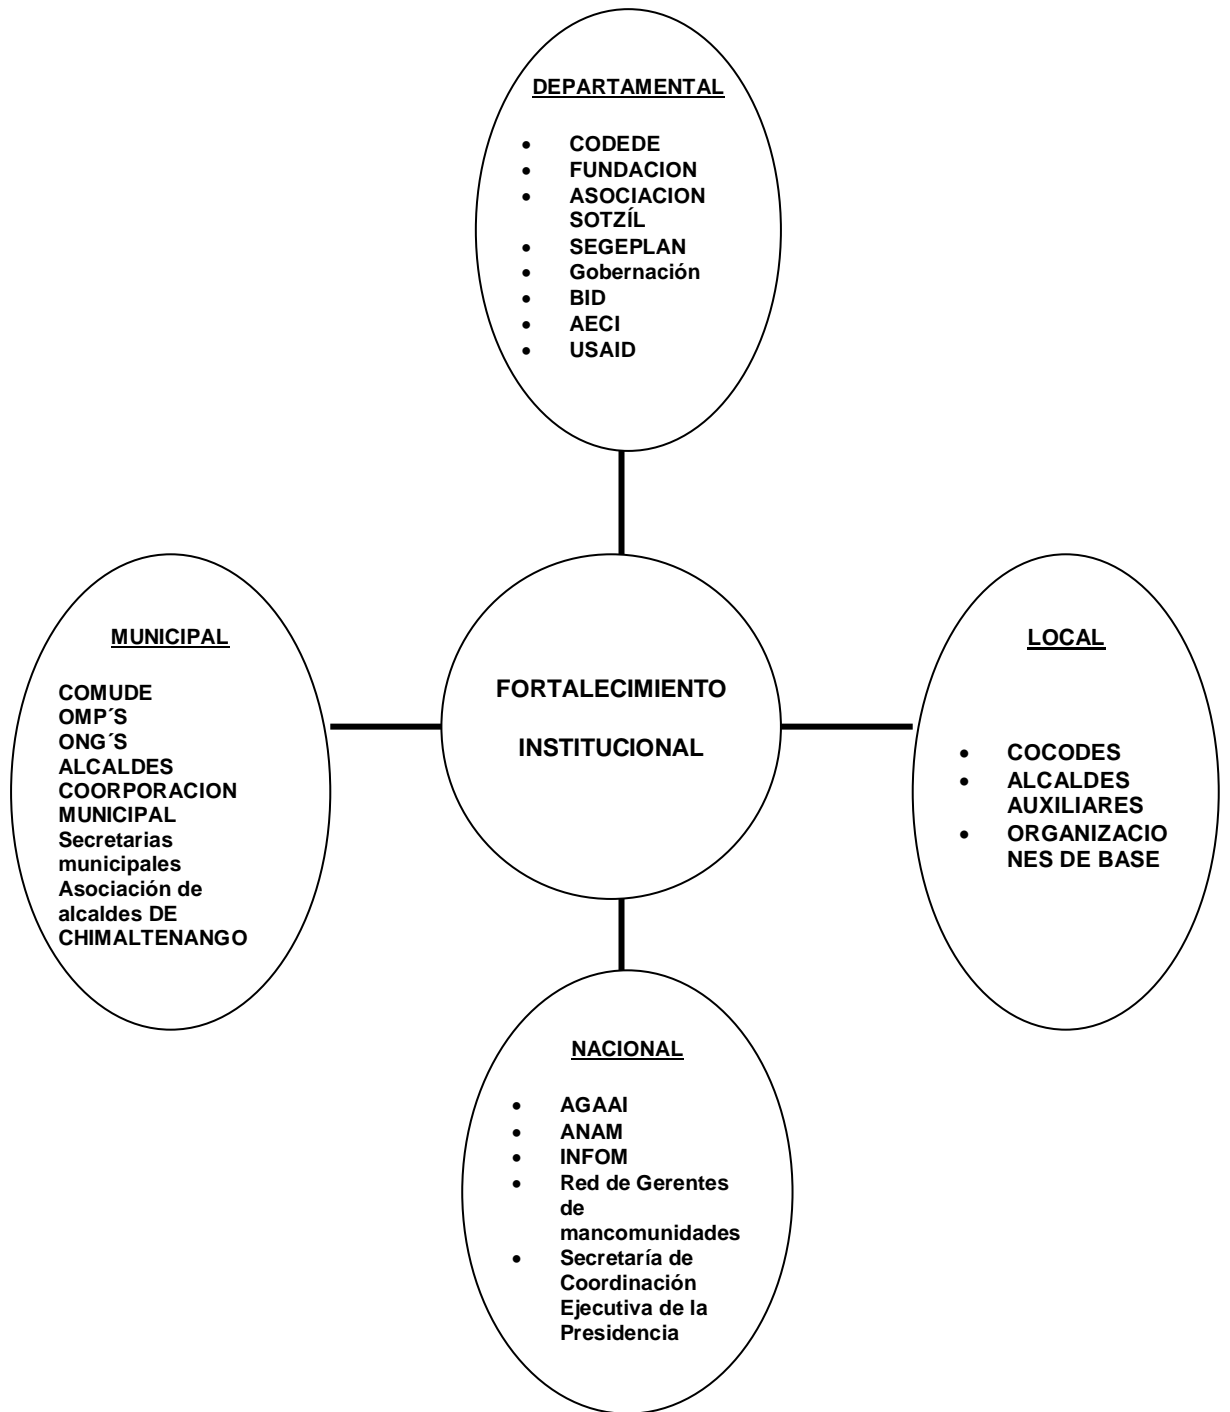 DEPARTAMENTAL
• CODEDE
• FUNDACION
• ASOCIACION
SOTZÍL
• SEGEPLAN
• Gobernación
• BID
• AECI
• USAID
MUNICIPAL
COMUDE
OMP´S
ONG´S
ALCALDES
COORPORACION
MUNICIPAL
Secretarias
municipales
Asociación de
alcaldes DE
CHIMALTENANGO
FORTALECIMIENTO
INSTITUCIONAL
LOCAL
• COCODES
• ALCALDES
AUXILIARES
• ORGANIZACIO
NES DE BASE
NACIONAL
• AGAAI
• ANAM
• INFOM
• Red de Gerentes
de
mancomunidades
• Secretaría de
Coordinación
Ejecutiva de la
Presidencia